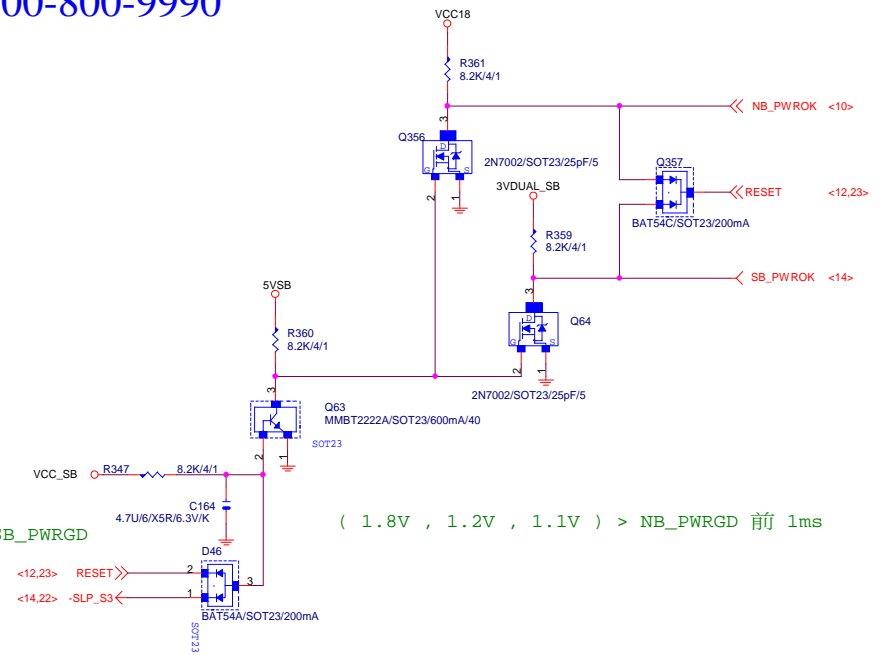 00-800-9990
VCC18
R361
8.2K/4/1
NB_PWROK <10>
3
Q356
D
G S
2N7002/SOT23/25pF/5
Q357
2 1
3VDUAL_SB
RESET <12,23>
BAT54C/SOT23/200mA
R359
8.2K/4/1
SB_PWROK <14>
3
5VSB
D
G S
Q64
R360
8.2K/4/1
2 1
2N7002/SOT23/25pF/5
3
Q63
MMBT2222A/SOT23/600mA/40
SOT23
2 1
VCC_SB R347 8.2K/4/1
C164
4.7U/6/X5R/6.3V/K
( 1.8V , 1.2V , 1.1V ) > NB_PWRGD 前 1ms
SB_PWRGD
D46
<12,23> RESET 2
3
<14,22> -SLP_S3 1
BAT54A/SOT23/200mA
SOT23